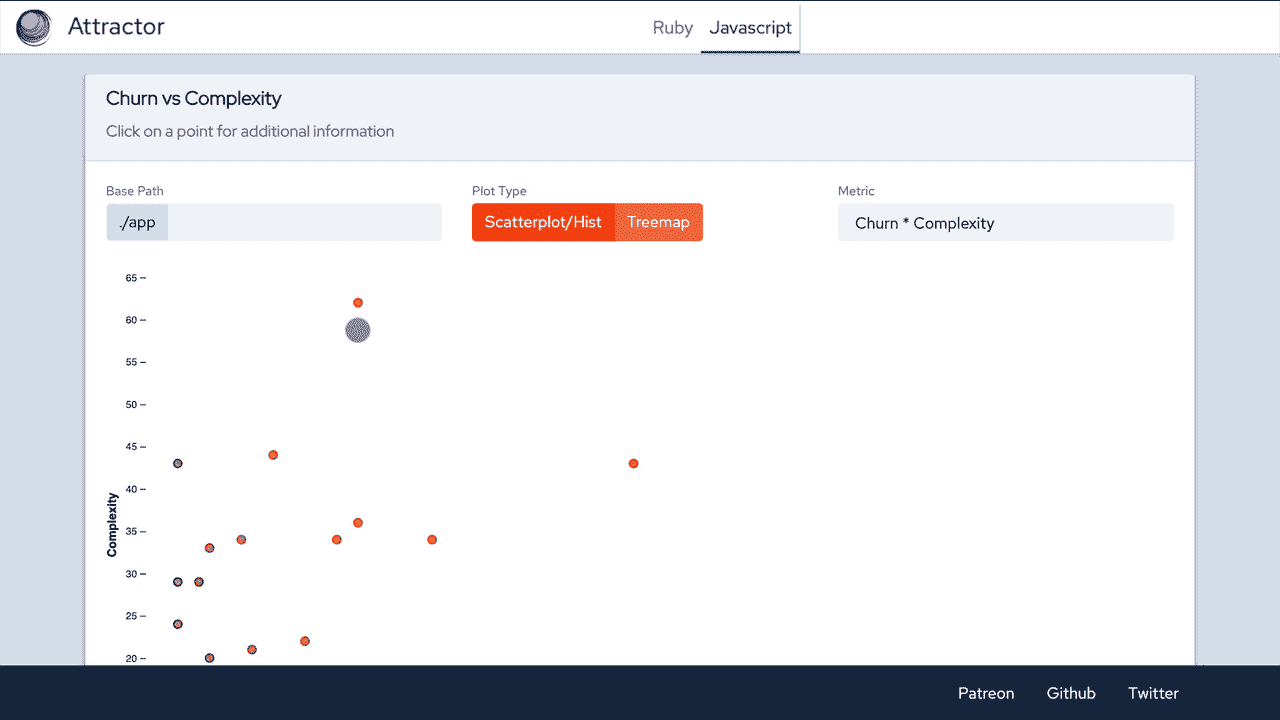 Attractor
Ruby Javascript
Churn vs Complexity
Click on a point for additional information
Base Path
Plot Type
Metric
./app
Scatterplot/Hist Treemap
Churn * Complexity
65
60
55
50
45
40
35
30
25
20
Complexity
Patreon Github Twitter